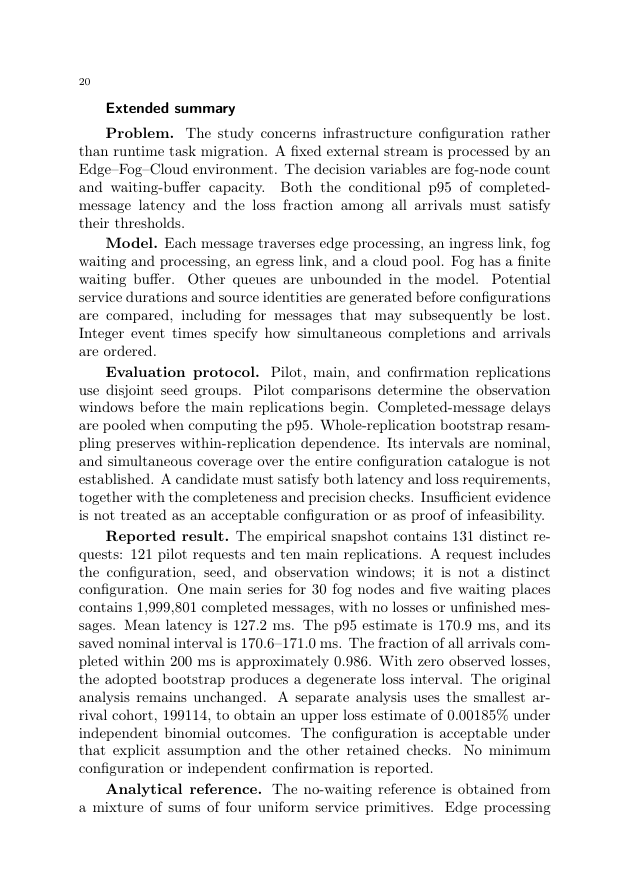 20
Extended summary
Problem. The study concerns infrastructure configuration rather
than runtime task migration. A fixed external stream is processed by an
Edge–Fog–Cloud environment. The decision variables are fog-node count
and waiting-buffer capacity. Both the conditional p95 of completed-
message latency and the loss fraction among all arrivals must satisfy
their thresholds.
Model. Each message traverses edge processing, an ingress link, fog
waiting and processing, an egress link, and a cloud pool. Fog has a finite
waiting buffer. Other queues are unbounded in the model. Potential
service durations and source identities are generated before configurations
are compared, including for messages that may subsequently be lost.
Integer event times specify how simultaneous completions and arrivals
are ordered.
Evaluation protocol. Pilot, main, and confirmation replications
use disjoint seed groups. Pilot comparisons determine the observation
windows before the main replications begin. Completed-message delays
are pooled when computing the p95. Whole-replication bootstrap resam-
pling preserves within-replication dependence. Its intervals are nominal,
and simultaneous coverage over the entire configuration catalogue is not
established. A candidate must satisfy both latency and loss requirements,
together with the completeness and precision checks. Insufficient evidence
is not treated as an acceptable configuration or as proof of infeasibility.
Reported result. The empirical snapshot contains 131 distinct re-
quests: 121 pilot requests and ten main replications. A request includes
the configuration, seed, and observation windows; it is not a distinct
configuration. One main series for 30 fog nodes and five waiting places
contains 1,999,801 completed messages, with no losses or unfinished mes-
sages. Mean latency is 127.2 ms. The p95 estimate is 170.9 ms, and its
saved nominal interval is 170.6–171.0 ms. The fraction of all arrivals com-
pleted within 200 ms is approximately 0.986. With zero observed losses,
the adopted bootstrap produces a degenerate loss interval. The original
analysis remains unchanged. A separate analysis uses the smallest ar-
rival cohort, 199114, to obtain an upper loss estimate of 0.00185% under
independent binomial outcomes. The configuration is acceptable under
that explicit assumption and the other retained checks. No minimum
configuration or independent confirmation is reported.
Analytical reference. The no-waiting reference is obtained from
a mixture of sums of four uniform service primitives. Edge processing